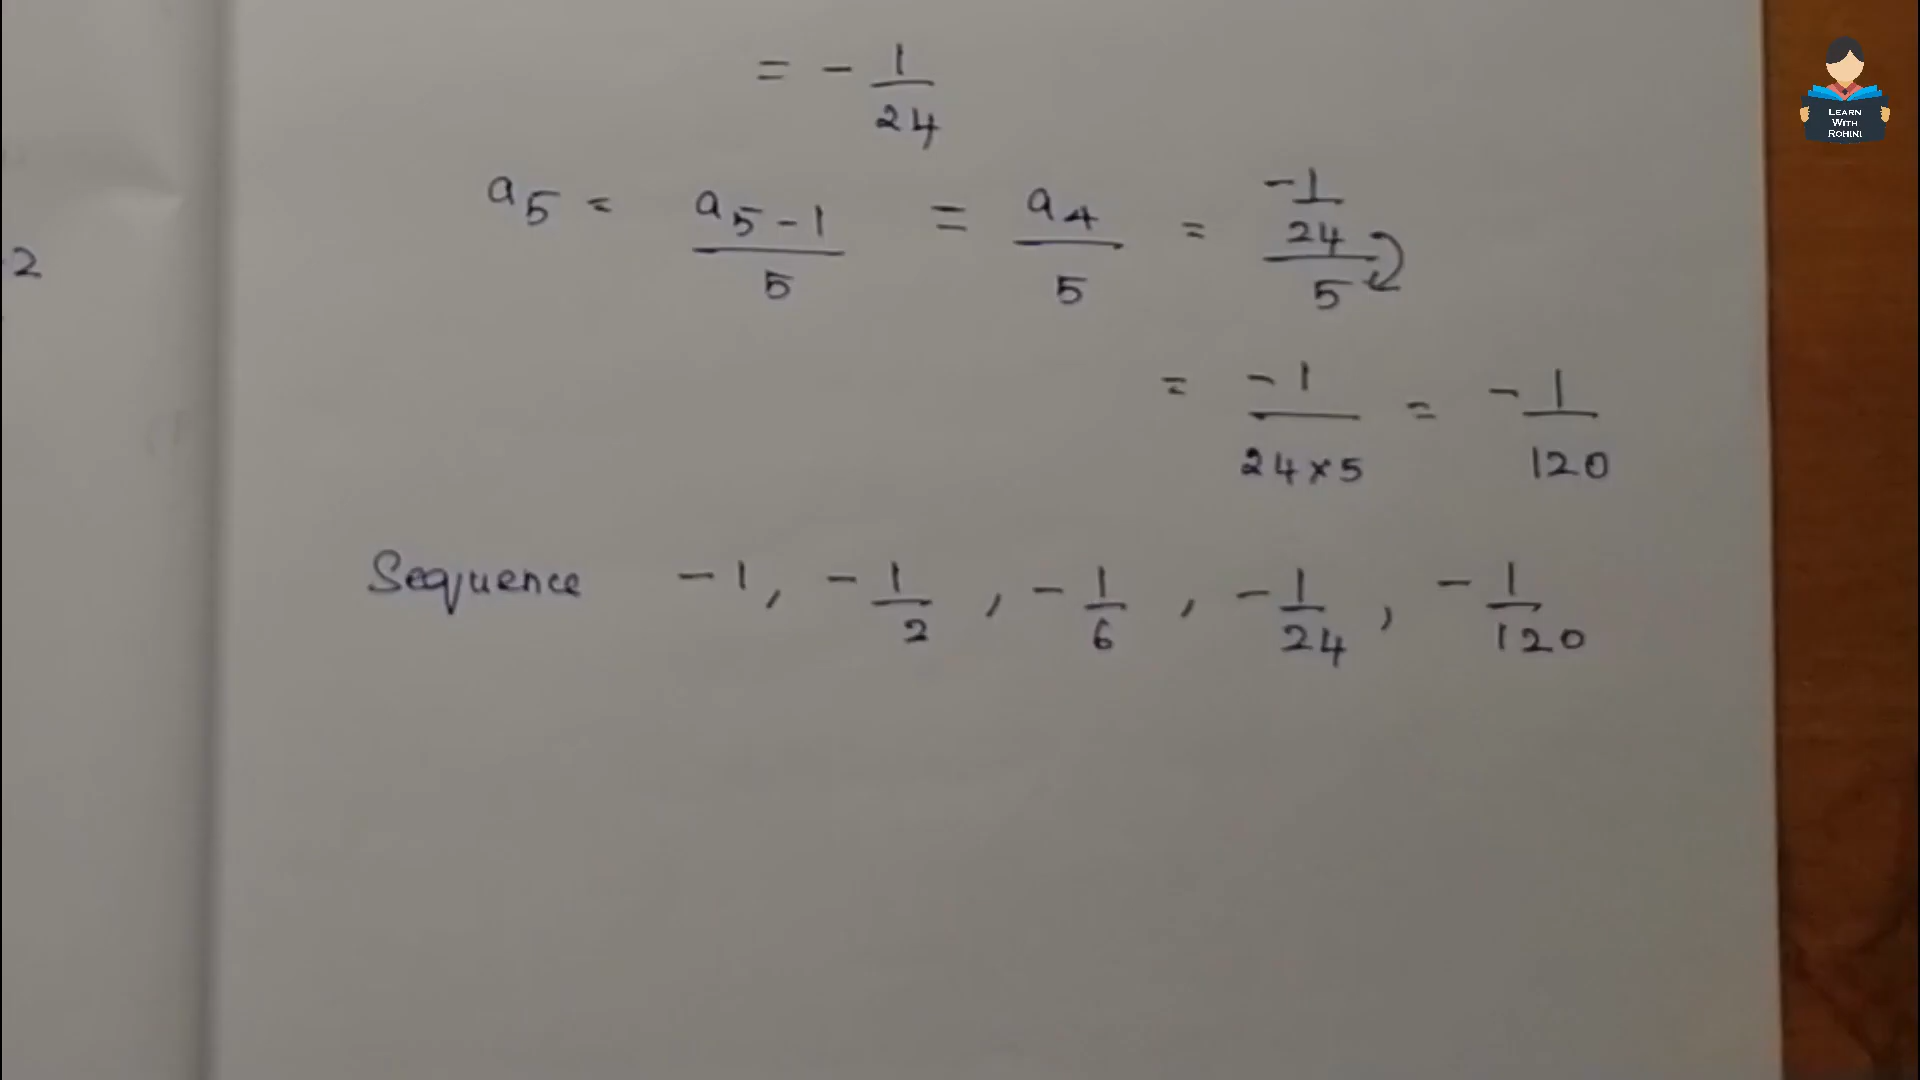 = - 1/24
a5 = a5-1/5 = a4/5 = -1/24/5
-2
= -1/24×5 = -1/120
Sequence -1, -1/2, -1/6, -1/24, -1/120
LEARN
WITH
ROHINI